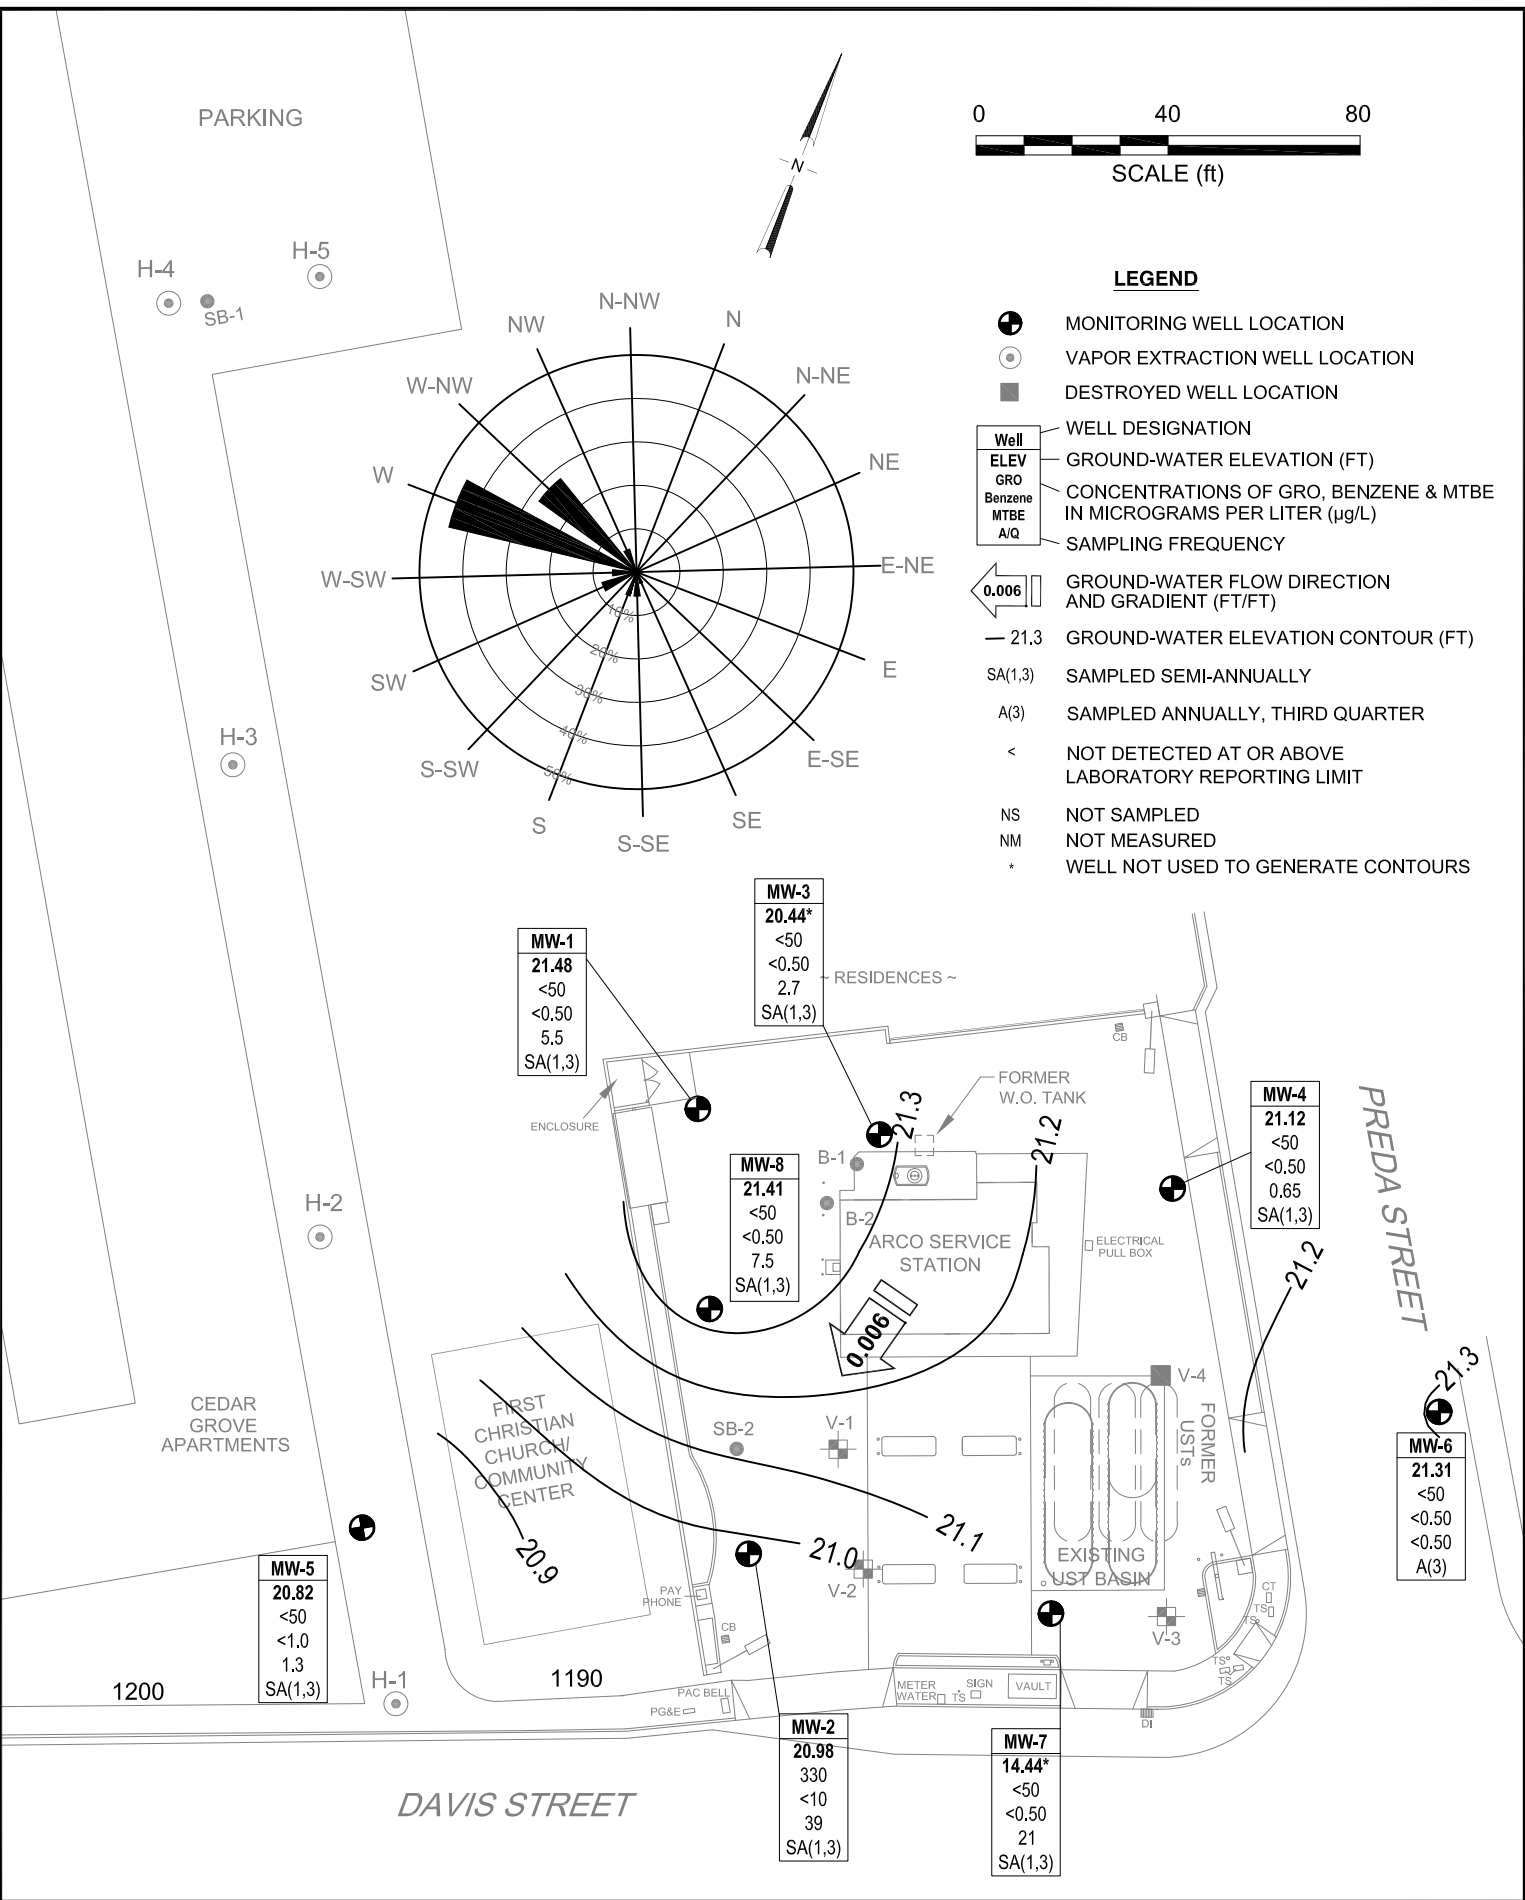 PARKING
N
0 40 80
SCALE (ft)
H-4
SB-1
H-5
N-NW
N
N-NE
NE
E-NE
E
E-SE
SE
S-SE
S
S-SW
SW
W-SW
W
W-NW
NW
10%
20%
30%
40%
50%
LEGEND
MONITORING WELL LOCATION
VAPOR EXTRACTION WELL LOCATION
DESTROYED WELL LOCATION
Well
ELEV
GRO
Benzene
MTBE
A/Q
WELL DESIGNATION
GROUND-WATER ELEVATION (FT)
CONCENTRATIONS OF GRO, BENZENE & MTBE
IN MICROGRAMS PER LITER (µg/L)
SAMPLING FREQUENCY
0.006
GROUND-WATER FLOW DIRECTION
AND GRADIENT (FT/FT)
21.3 GROUND-WATER ELEVATION CONTOUR (FT)
SA(1,3) SAMPLED SEMI-ANNUALLY
A(3) SAMPLED ANNUALLY, THIRD QUARTER
< NOT DETECTED AT OR ABOVE
LABORATORY REPORTING LIMIT
NS NOT SAMPLED
NM NOT MEASURED
* WELL NOT USED TO GENERATE CONTOURS
H-3
MW-1
21.48
<50
<0.50
5.5
SA(1,3)
MW-3
20.44*
<50
<0.50
2.7
SA(1,3)
~ RESIDENCES ~
CB
ENCLOSURE
FORMER
W.O. TANK
21.3
21.2
MW-4
21.12
<50
<0.50
0.65
SA(1,3)
PREDA STREET
B-1
B-2
MW-8
21.41
<50
<0.50
7.5
SA(1,3)
H-2
ARCO SERVICE
STATION
ELECTRICAL
PULL BOX
21.2
0.006
V-4
21.3
FORMER
USTs
MW-6
21.31
<50
<0.50
<0.50
A(3)
CEDAR
GROVE
APARTMENTS
FIRST
CHRISTIAN
CHURCH/
COMMUNITY
CENTER
SB-2
V-1
20.9
21.0
21.1
V-2
EXISTING
UST BASIN
V-3
CT
TS
TS
TS
TS
MW-5
20.82
<50
<1.0
1.3
SA(1,3)
PAY
PHONE
CB
H-1
1200
1190
PAC BELL
PG&E
METER
WATER
TS
SIGN
VAULT
DI
MW-2
20.98
330
<10
39
SA(1,3)
MW-7
14.44*
<50
<0.50
21
SA(1,3)
DAVIS STREET